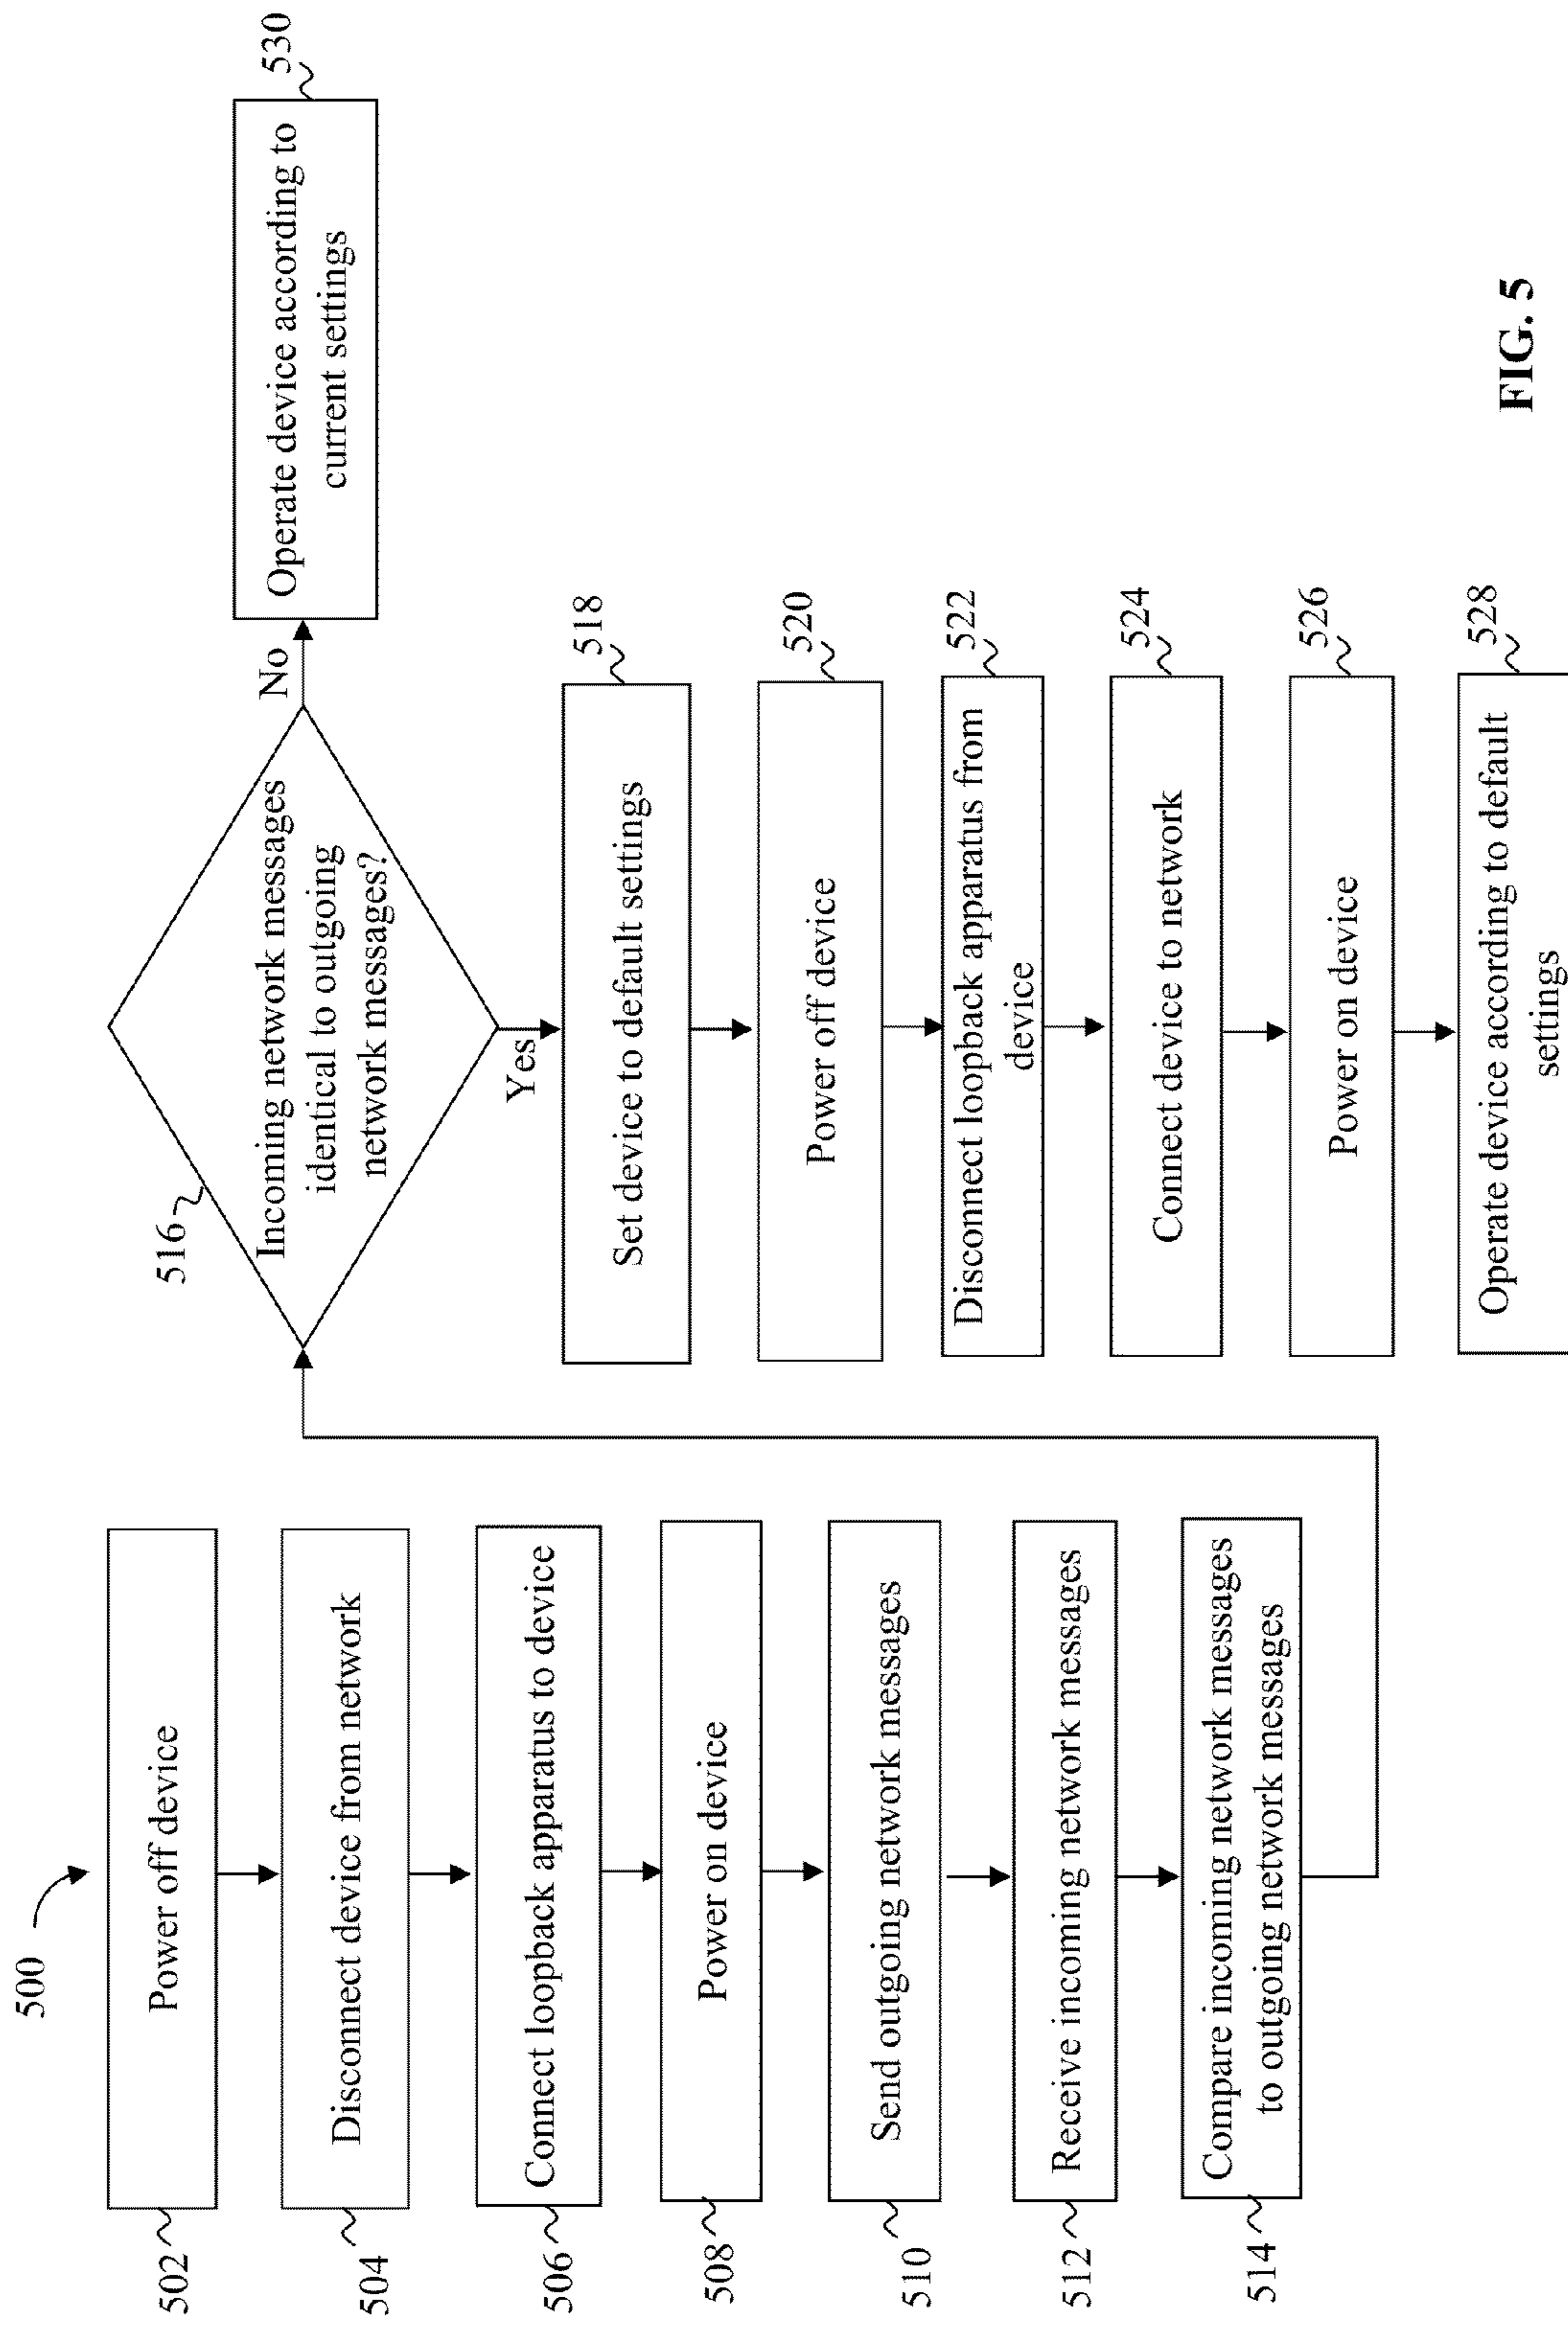 500
502
Power off device
504
Disconnect device from network
506
Connect loopback apparatus to device
508
Power on device
510
Send outgoing network messages
512
Receive incoming network messages
514
Compare incoming network messages
to outgoing network messages
516
Incoming network messages
identical to outgoing
network messages?
No
530
Operate device according to
current settings
Yes
518
Set device to default settings
520
Power off device
522
Disconnect loopback apparatus from
device
524
Connect device to network
526
Power on device
528
Operate device according to default
settings
FIG. 5